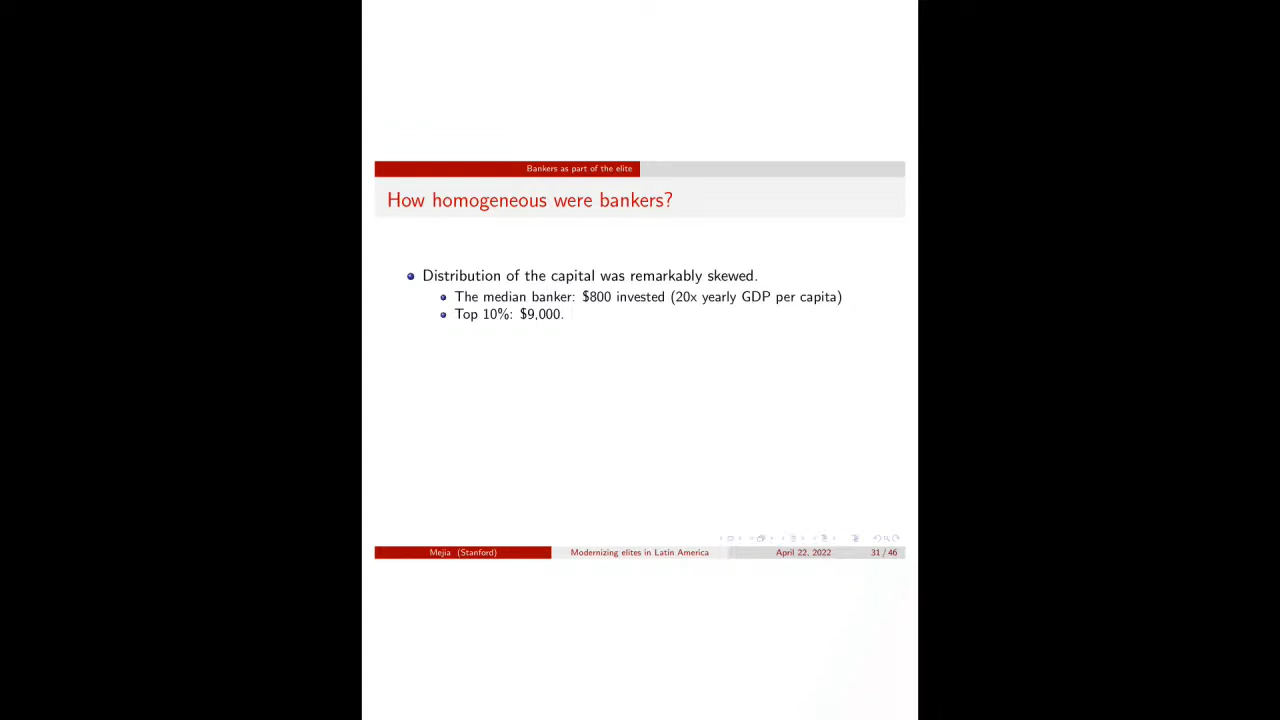 Bankers as part of the elite
How homogeneous were bankers?
Distribution of the capital was remarkably skewed.
The median banker: $800 invested (20x yearly GDP per capita)
Top 10%: $9,000.
Mejia (Stanford) Modernizing elites in Latin America April 22, 2022 31 / 46